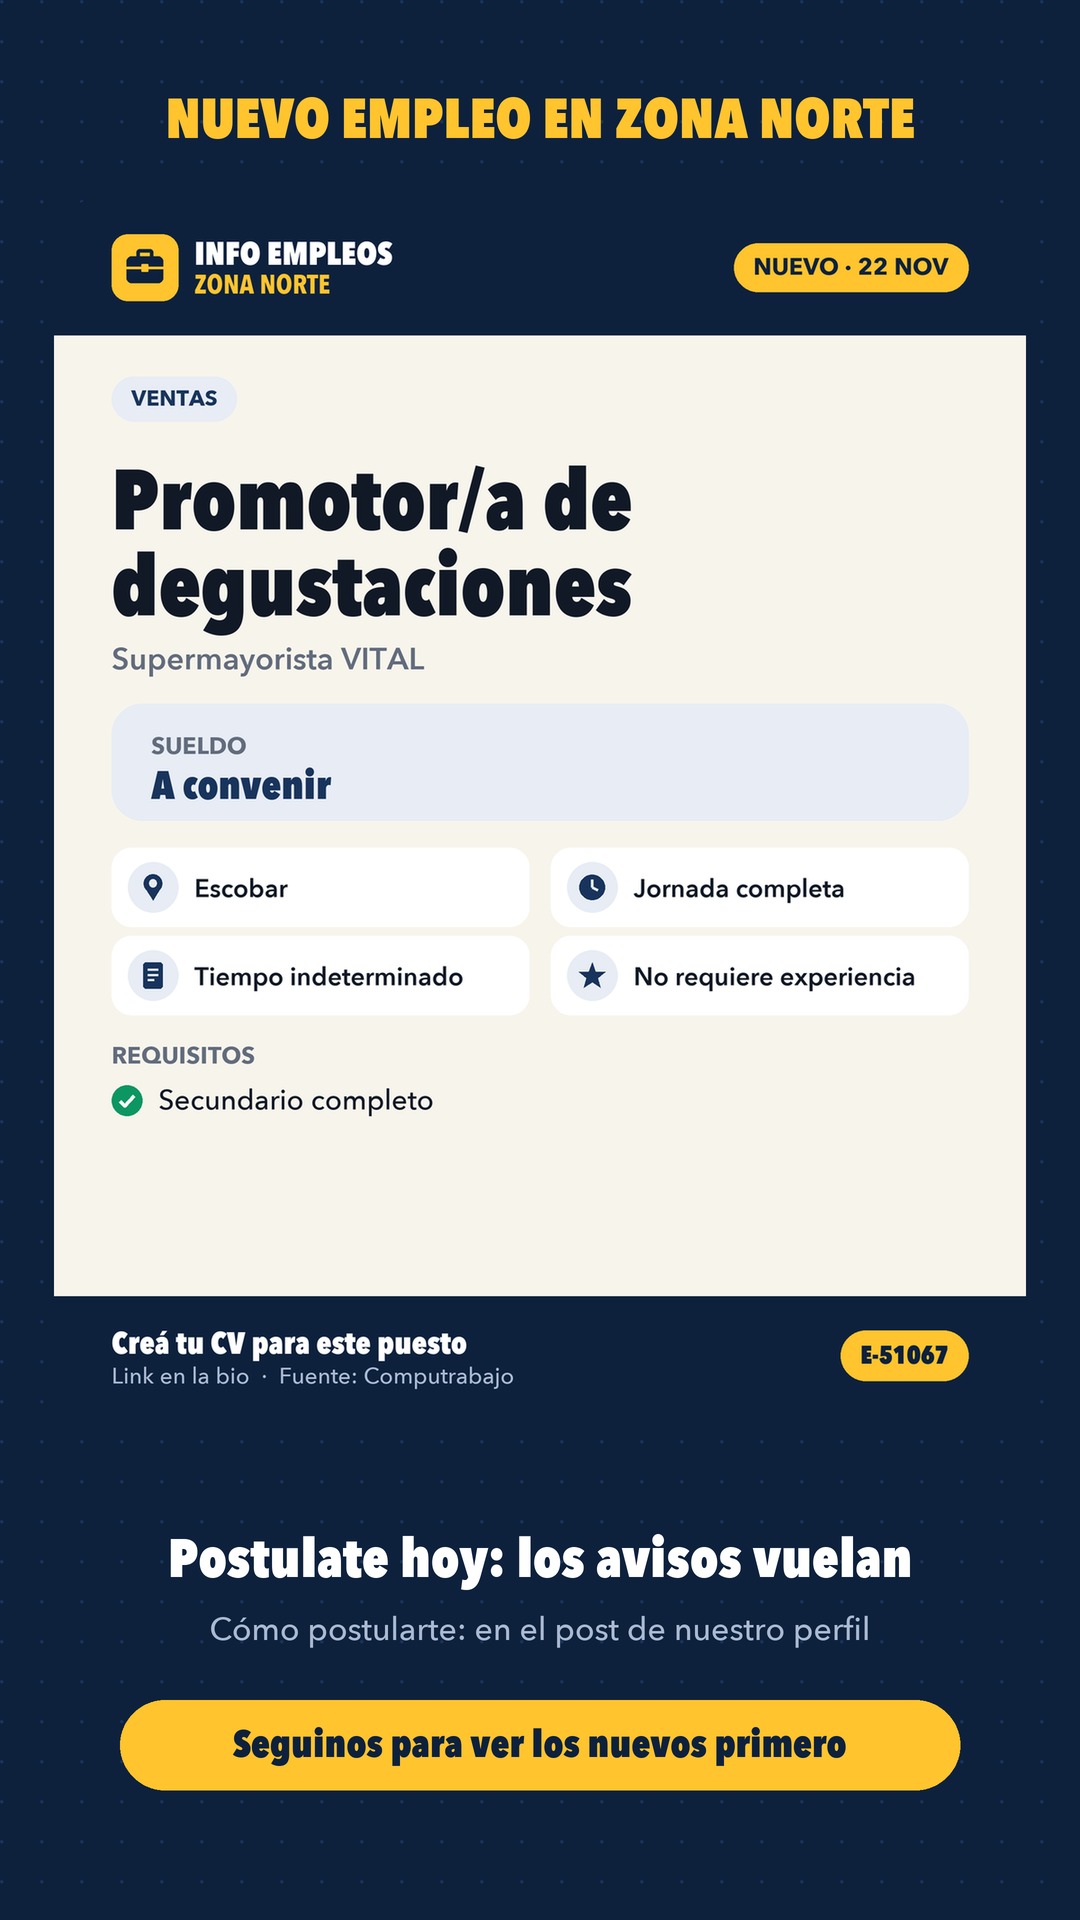 NUEVO EMPLEO EN ZONA NORTE
INFO EMPLEOS
ZONA NORTE
NUEVO · 22 NOV
VENTAS
Promotor/a de
degustaciones
Supermayorista VITAL
SUELDO
A convenir
Escobar
Jornada completa
Tiempo indeterminado
No requiere experiencia
REQUISITOS
Secundario completo
Creá tu CV para este puesto
Link en la bio · Fuente: Computrabajo
E-51067
Postulate hoy: los avisos vuelan
Cómo postularte: en el post de nuestro perfil
Seguinos para ver los nuevos primero